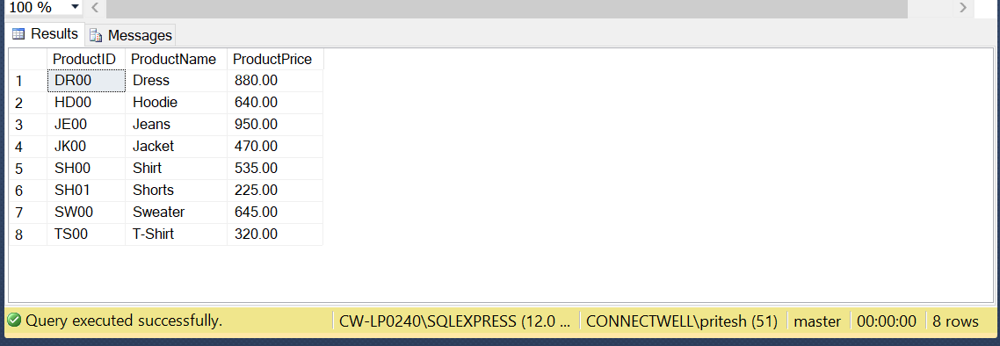 100 %
Results Messages
ProductID ProductName ProductPrice
1 DR00 Dress 880.00
2 HD00 Hoodie 640.00
3 JE00 Jeans 950.00
4 JK00 Jacket 470.00
5 SH00 Shirt 535.00
6 SH01 Shorts 225.00
7 SW00 Sweater 645.00
8 TS00 T-Shirt 320.00
Query executed successfully. CW-LP0240\SQLEXPRESS (12.0 ... CONNECTWELL\pritesh (51) master 00:00:00 8 rows